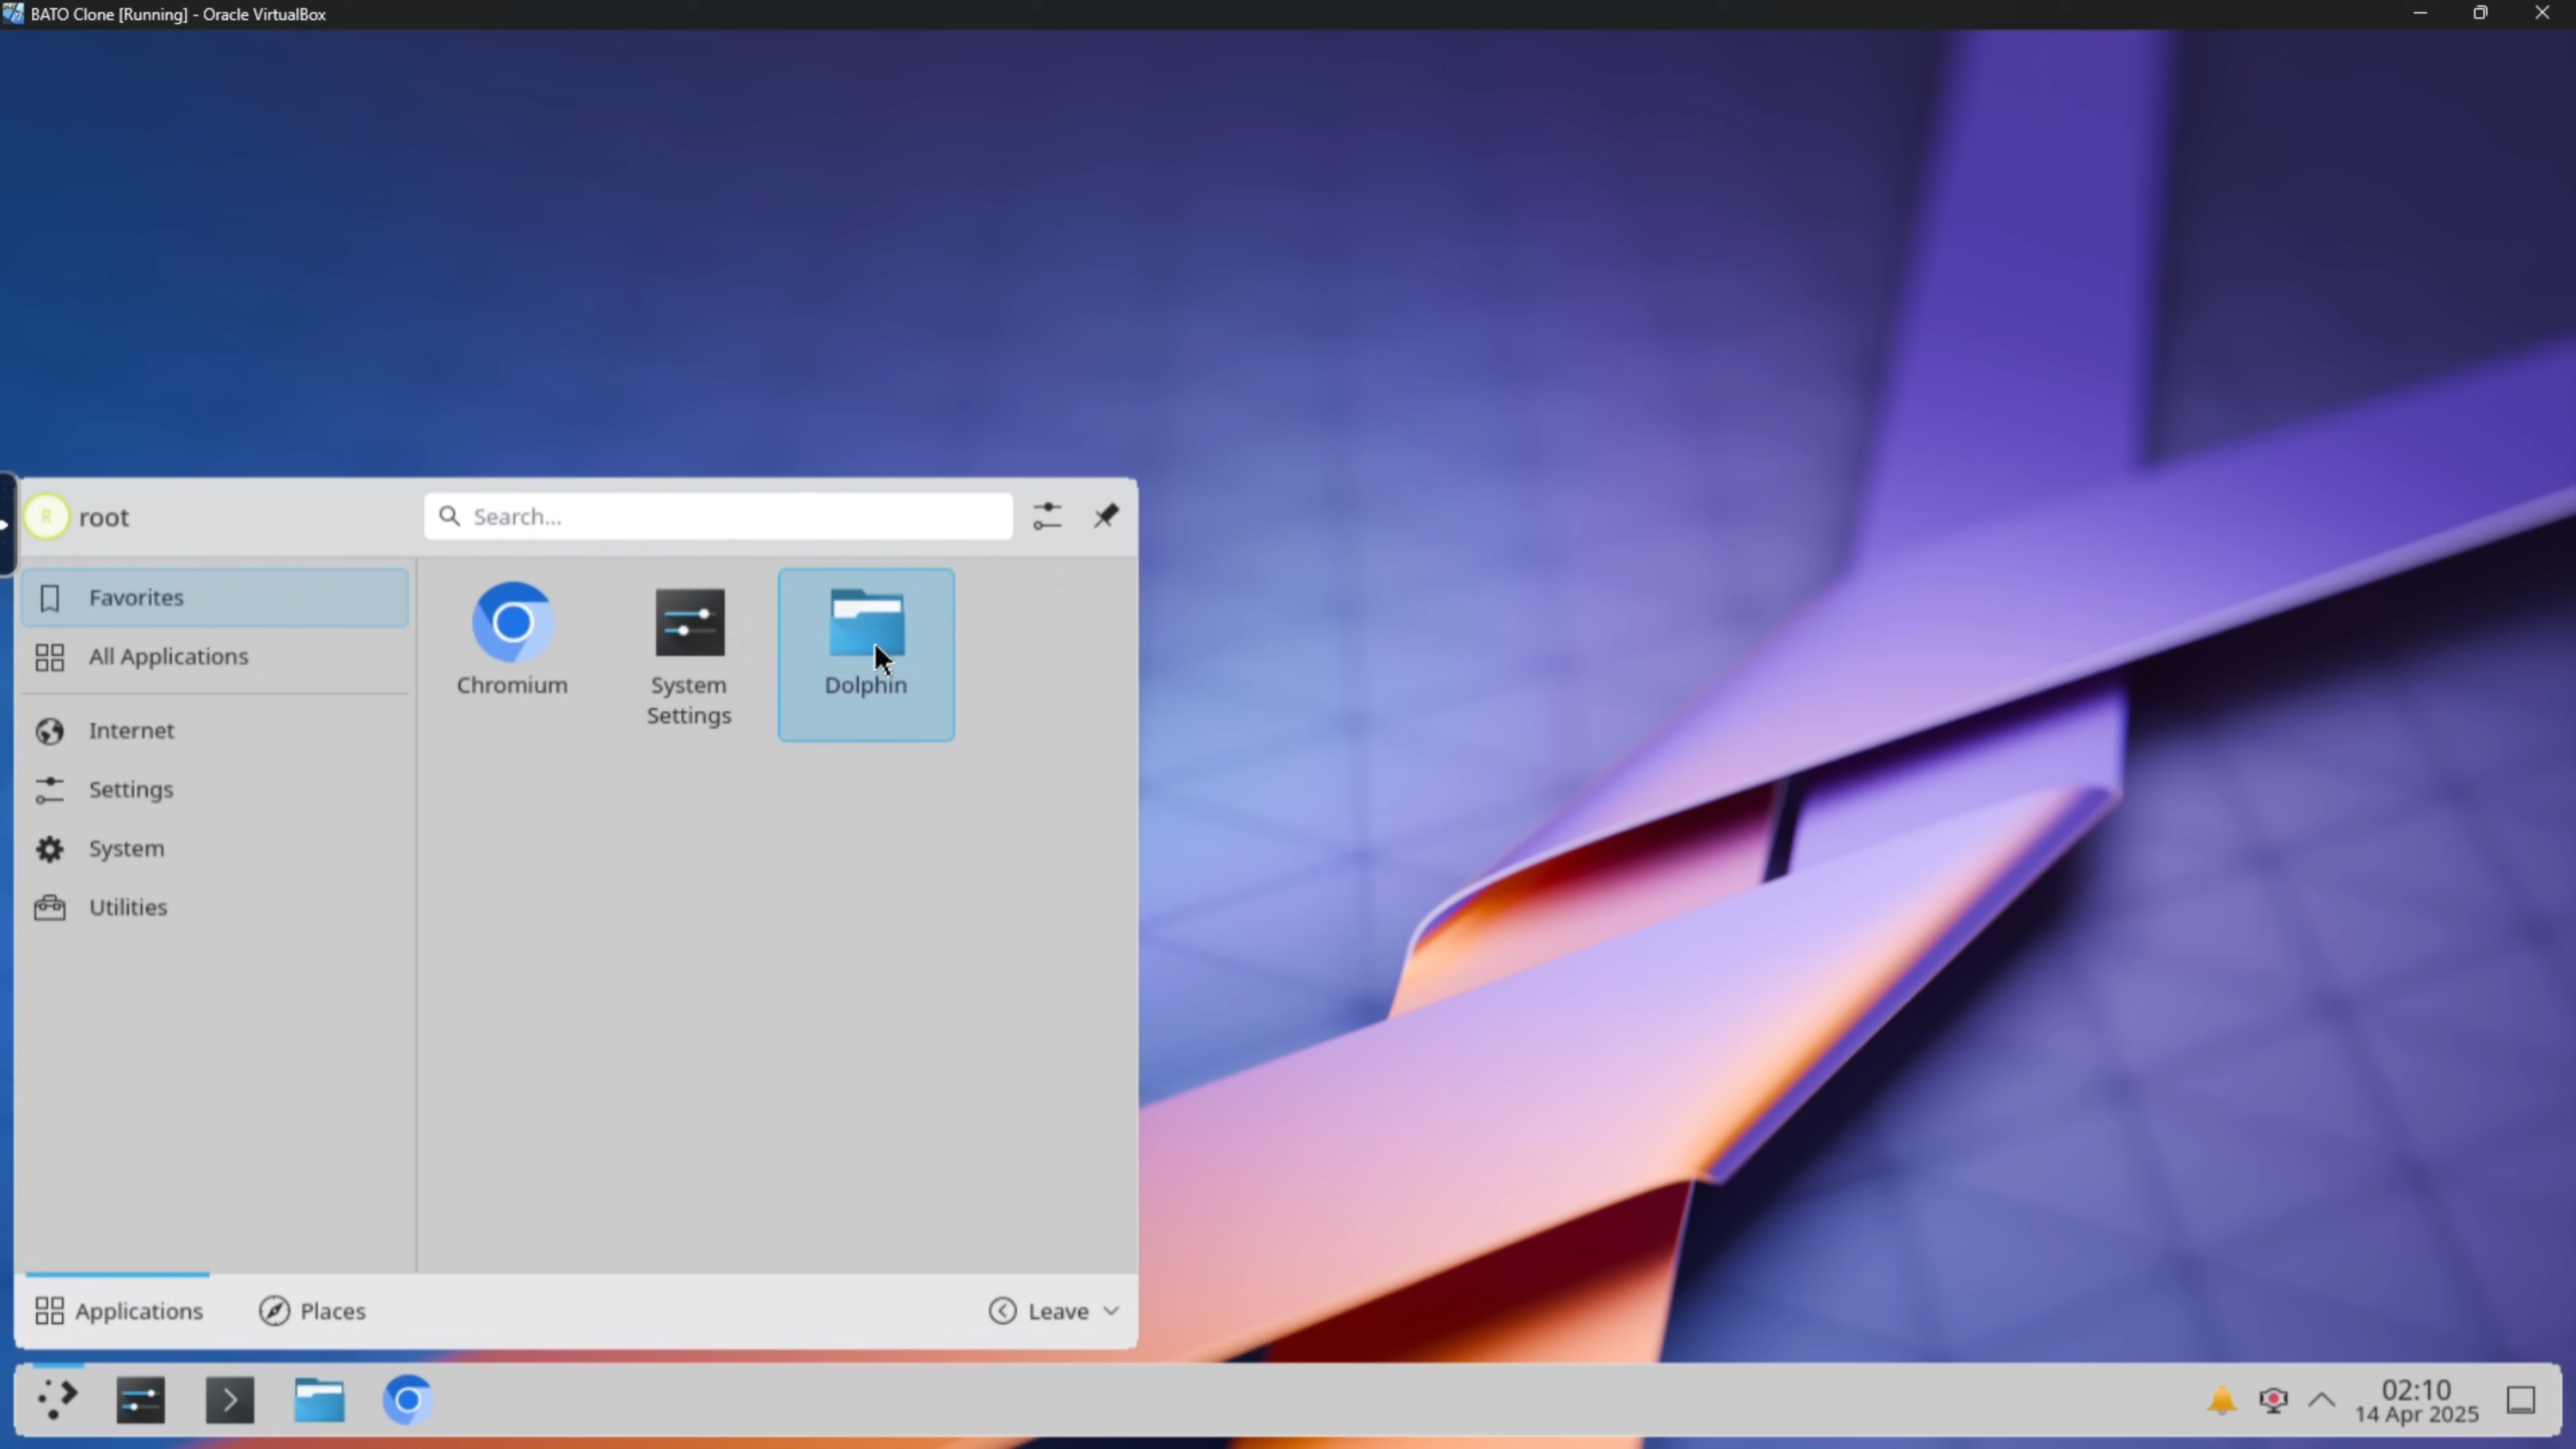 BATO Clone [Running] - Oracle VirtualBox
R
root
Search...
Favorites
All Applications
Internet
Settings
System
Utilities
Chromium
System
Settings
Dolphin
Applications
Places
Leave
02:10
14 Apr 2025